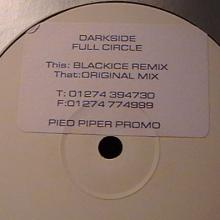 DARKSIDE
FULL CIRCLE
This: BLACKICE REMIX
That:ORIGINAL MIX
T: 01274 394730
F:01274 774999
PIED PIPER PROMO